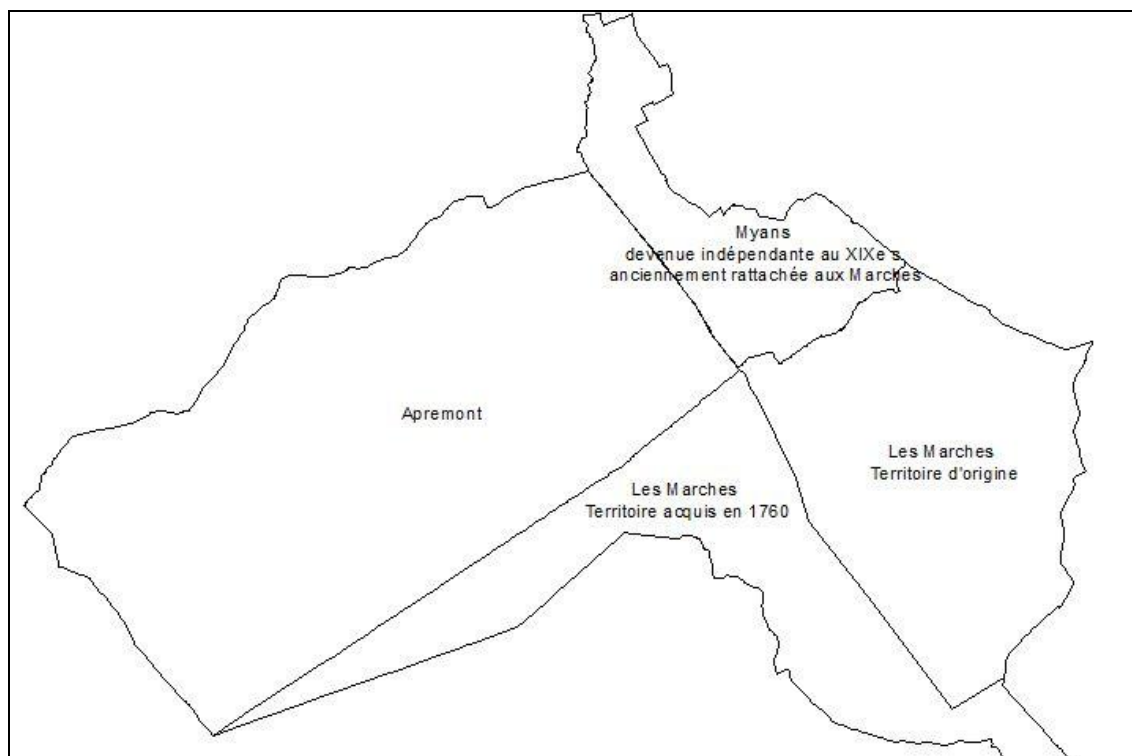 Myans
devenue indépendante au XIXe s
anciennement rattachée aux Marches
Apremont
Les Marches
Territoire d'origine
Les Marches
Territoire acquis en 1760